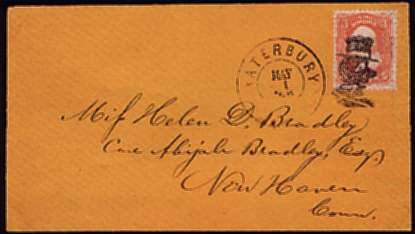 WATERBURY
MAY
1
Miss Helen D. Bradley
Care Abijah Bradley, Esq.
New Haven
Conn.